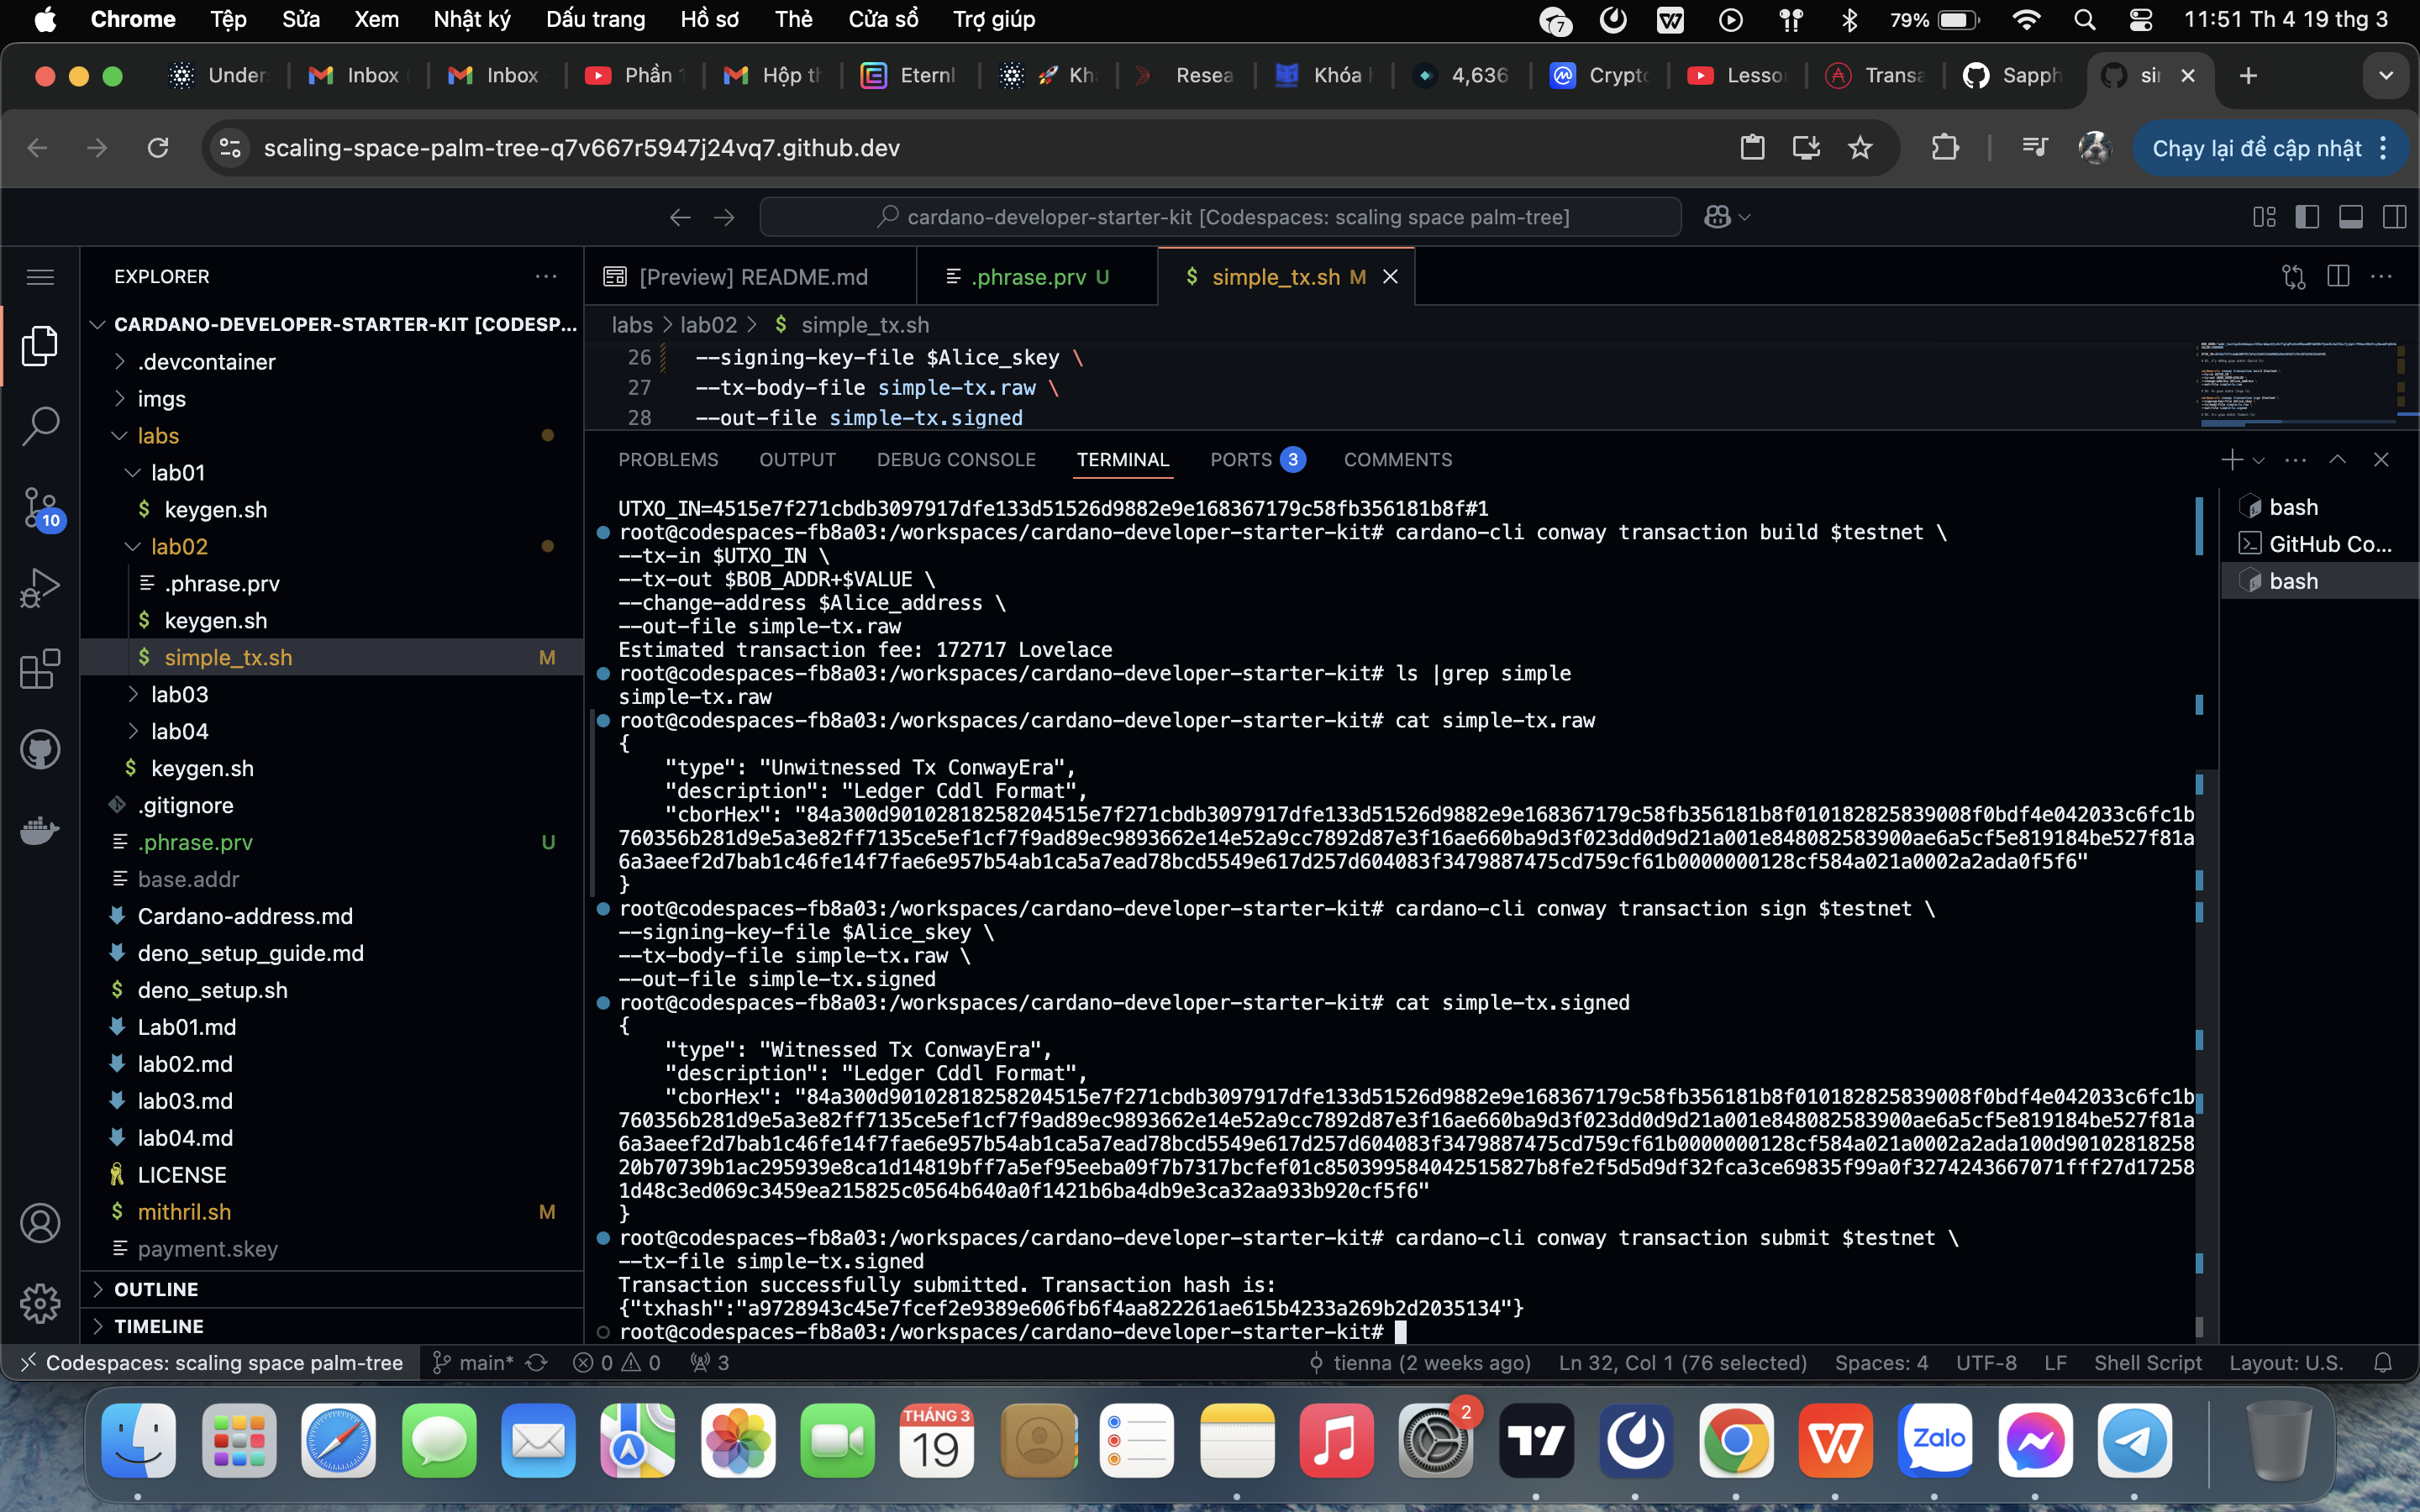 Chrome Tệp Sửa Xem Nhật ký Dấu trang Hồ sơ Thẻ Cửa sổ Trợ giúp 7 79% 11:51 Th 4 19 thg 3
Under Inbox Inbox Phần 1 Hộp th Eternl Kh Resea Khóa 4,636 Crypto Lesso Transa Sapph sir
scaling-space-palm-tree-q7v667r5947j24vq7.github.dev Chạy lại để cập nhật
cardano-developer-starter-kit [Codespaces: scaling space palm-tree]
EXPLORER
CARDANO-DEVELOPER-STARTER-KIT [CODESP...
.devcontainer
imgs
labs
lab01
$ keygen.sh
10
lab02
.phrase.prv
$ keygen.sh
$ simple_tx.sh M
lab03
lab04
$ keygen.sh
.gitignore
.phrase.prv U
base.addr
Cardano-address.md
deno_setup_guide.md
$ deno_setup.sh
Lab01.md
lab02.md
lab03.md
lab04.md
LICENSE
$ mithril.sh M
payment.skey
OUTLINE
TIMELINE
[Preview] README.md .phrase.prv U $ simple_tx.sh M
labs > lab02 > $ simple_tx.sh
26 --signing-key-file $Alice_skey \
27 --tx-body-file simple-tx.raw \
28 --out-file simple-tx.signed
PROBLEMS OUTPUT DEBUG CONSOLE TERMINAL PORTS 3 COMMENTS
bash
GitHub Co...
bash
UTXO_IN=4515e7f271cbdb3097917dfe133d51526d9882e9e168367179c58fb356181b8f#1
root@codespaces-fb8a03:/workspaces/cardano-developer-starter-kit# cardano-cli conway transaction build $testnet \
--tx-in $UTXO_IN \
--tx-out $BOB_ADDR+$VALUE \
--change-address $Alice_address \
--out-file simple-tx.raw
Estimated transaction fee: 172717 Lovelace
root@codespaces-fb8a03:/workspaces/cardano-developer-starter-kit# ls |grep simple
simple-tx.raw
root@codespaces-fb8a03:/workspaces/cardano-developer-starter-kit# cat simple-tx.raw
{
"type": "Unwitnessed Tx ConwayEra",
"description": "Ledger Cddl Format",
"cborHex": "84a300d90102818258204515e7f271cbdb3097917dfe133d51526d9882e9e168367179c58fb356181b8f010182825839008f0bdf4e042033c6fc1b
760356b281d9e5a3e82ff7135ce5ef1cf7f9ad89ec9893662e14e52a9cc7892d87e3f16ae660ba9d3f023dd0d9d21a001e848082583900ae6a5cf5e819184be527f81a
6a3aeef2d7bab1c46fe14f7fae6e957b54ab1ca5a7ead78bcd5549e617d257d604083f3479887475cd759cf61b0000000128cf584a021a0002a2ada0f5f6"
}
root@codespaces-fb8a03:/workspaces/cardano-developer-starter-kit# cardano-cli conway transaction sign $testnet \
--signing-key-file $Alice_skey \
--tx-body-file simple-tx.raw \
--out-file simple-tx.signed
root@codespaces-fb8a03:/workspaces/cardano-developer-starter-kit# cat simple-tx.signed
{
"type": "Witnessed Tx ConwayEra",
"description": "Ledger Cddl Format",
"cborHex": "84a300d90102818258204515e7f271cbdb3097917dfe133d51526d9882e9e168367179c58fb356181b8f010182825839008f0bdf4e042033c6fc1b
760356b281d9e5a3e82ff7135ce5ef1cf7f9ad89ec9893662e14e52a9cc7892d87e3f16ae660ba9d3f023dd0d9d21a001e848082583900ae6a5cf5e819184be527f81a
6a3aeef2d7bab1c46fe14f7fae6e957b54ab1ca5a7ead78bcd5549e617d257d604083f3479887475cd759cf61b0000000128cf584a021a0002a2ada100d90102818258
20b70739b1ac295939e8ca1d14819bff7a5ef95eeba09f7b7317bcfef01c850399584042515827b8fe2f5d5d9df32fca3ce69835f99a0f3274243667071fff27d17258
1d48c3ed069c3459ea215825c0564b640a0f1421b6ba4db9e3ca32aa933b920cf5f6"
}
root@codespaces-fb8a03:/workspaces/cardano-developer-starter-kit# cardano-cli conway transaction submit $testnet \
--tx-file simple-tx.signed
Transaction successfully submitted. Transaction hash is:
{"txhash":"a9728943c45e7fcef2e9389e606fb6f4aa822261ae615b4233a269b2d2035134"}
root@codespaces-fb8a03:/workspaces/cardano-developer-starter-kit#
Codespaces: scaling space palm-tree main* 0 0 3 tienna (2 weeks ago) Ln 32, Col 1 (76 selected) Spaces: 4 UTF-8 LF Shell Script Layout: U.S.
THÁNG 3
19
2
Zalo